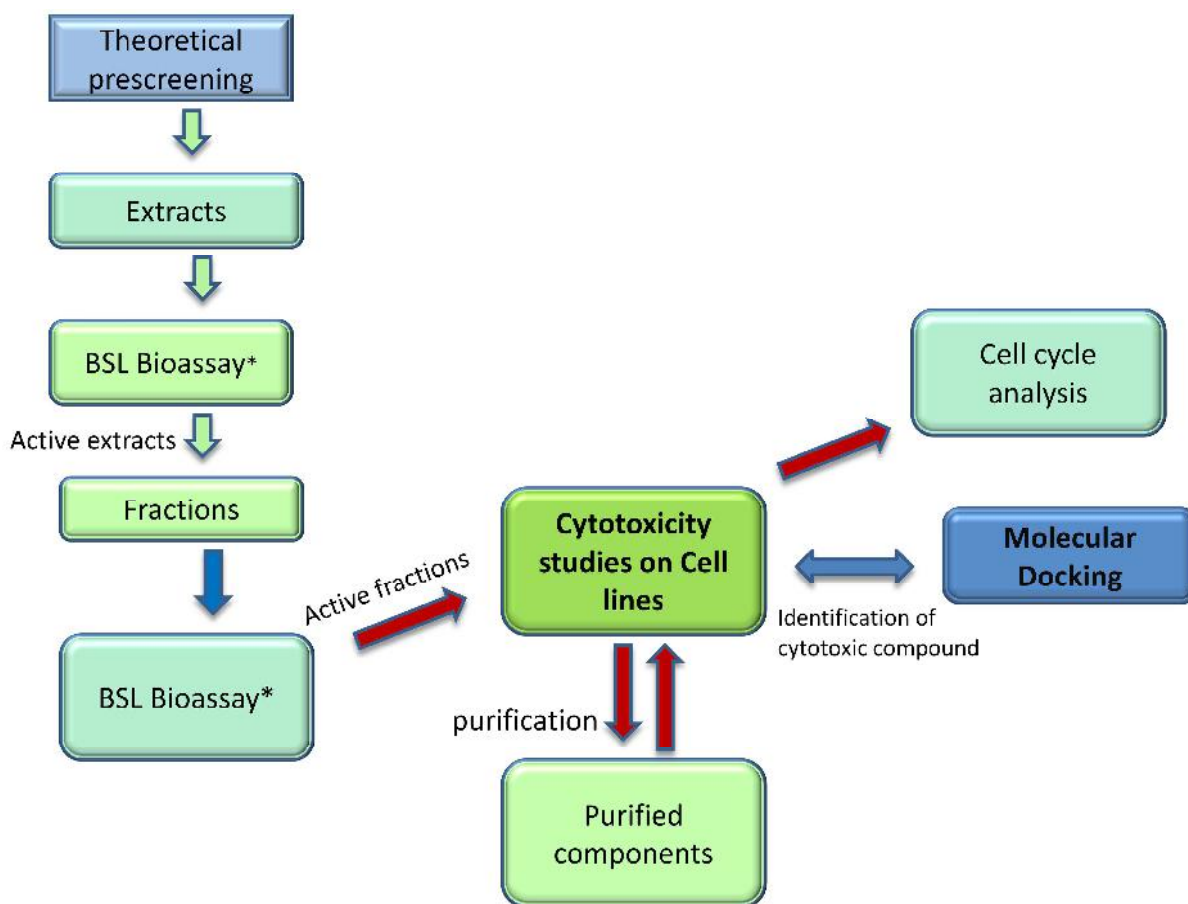 Theoretical
prescreening
Extracts
BSL Bioassay*
Active extracts
Fractions
BSL Bioassay*
Active fractions
Cytotoxicity
studies on Cell
lines
Cell cycle
analysis
Molecular
Docking
Identification of
cytotoxic compound
purification
Purified
components